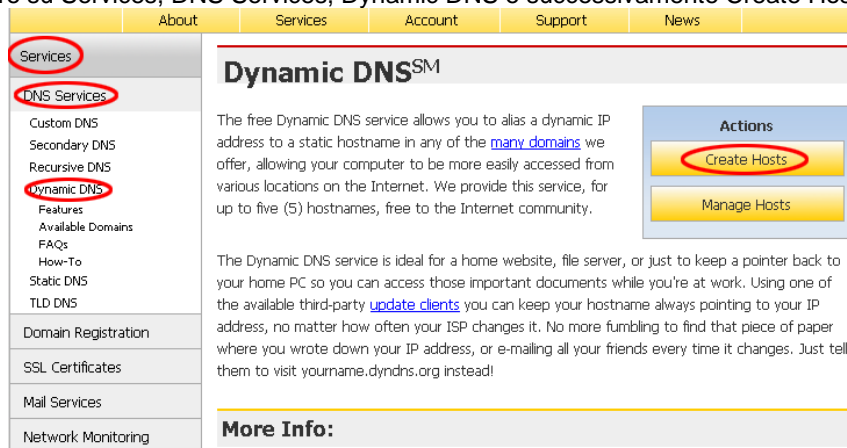 su Services, DNS Services, Dynamic DNS e successivamente Create
About Services Account Support News
Services
DNS Services
Custom DNS
Secondary DNS
Recursive DNS
Dynamic DNS
Features
Available Domains
FAQs
How-To
Static DNS
TLD DNS
Domain Registration
SSL Certificates
Mail Services
Network Monitoring
Dynamic DNSSM
The free Dynamic DNS service allows you to alias a dynamic IP
address to a static hostname in any of the many domains we
offer, allowing your computer to be more easily accessed from
various locations on the Internet. We provide this service, for
up to five (5) hostnames, free to the Internet community.
Actions
Create Hosts
Manage Hosts
The Dynamic DNS service is ideal for a home website, file server, or just to keep a pointer back to
your home PC so you can access those important documents while you're at work. Using one of
the available third-party update clients you can keep your hostname always pointing to your IP
address, no matter how often your ISP changes it. No more fumbling to find that piece of paper
where you wrote down your IP address, or e-mailing all your friends every time it changes. Just tell
them to visit yourname.dyndns.org instead!
More Info: